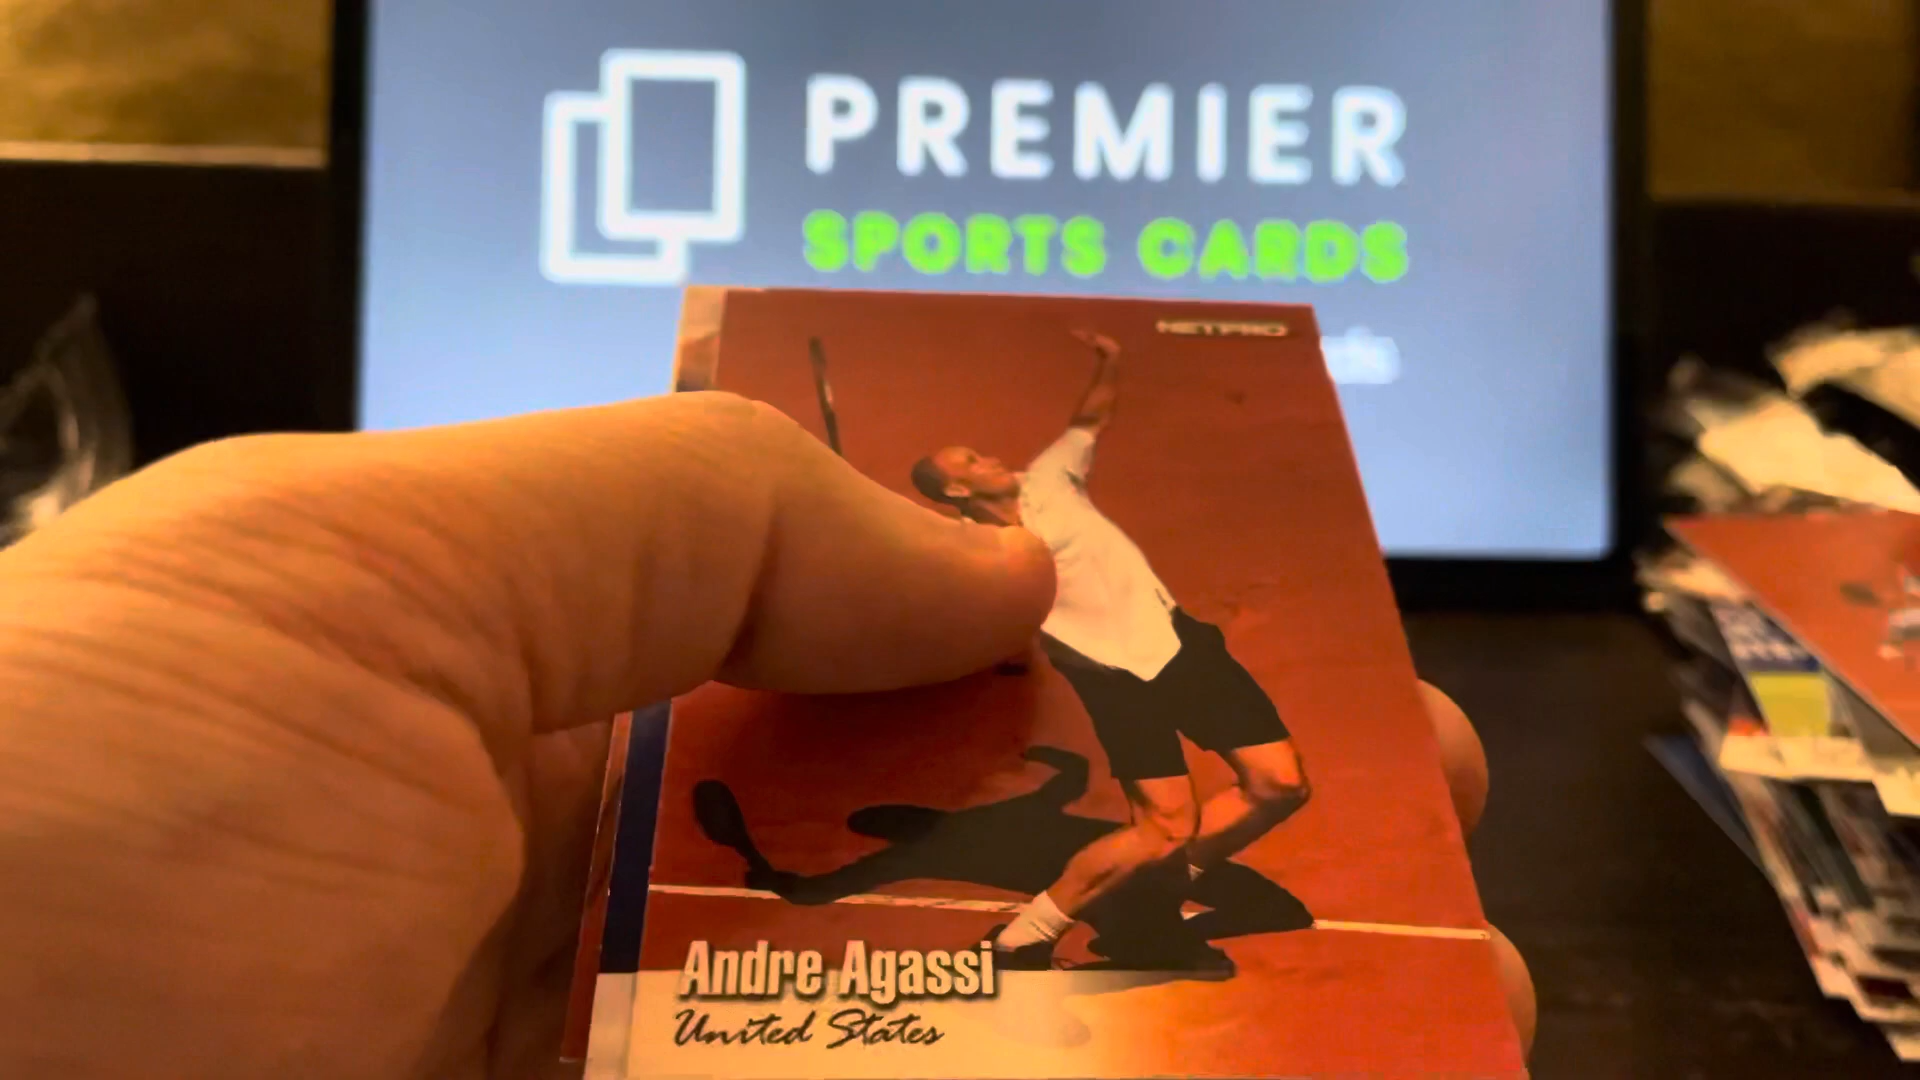 PREMIER
SPORTS CARDS
NETPRO
Andre Agassi
United States